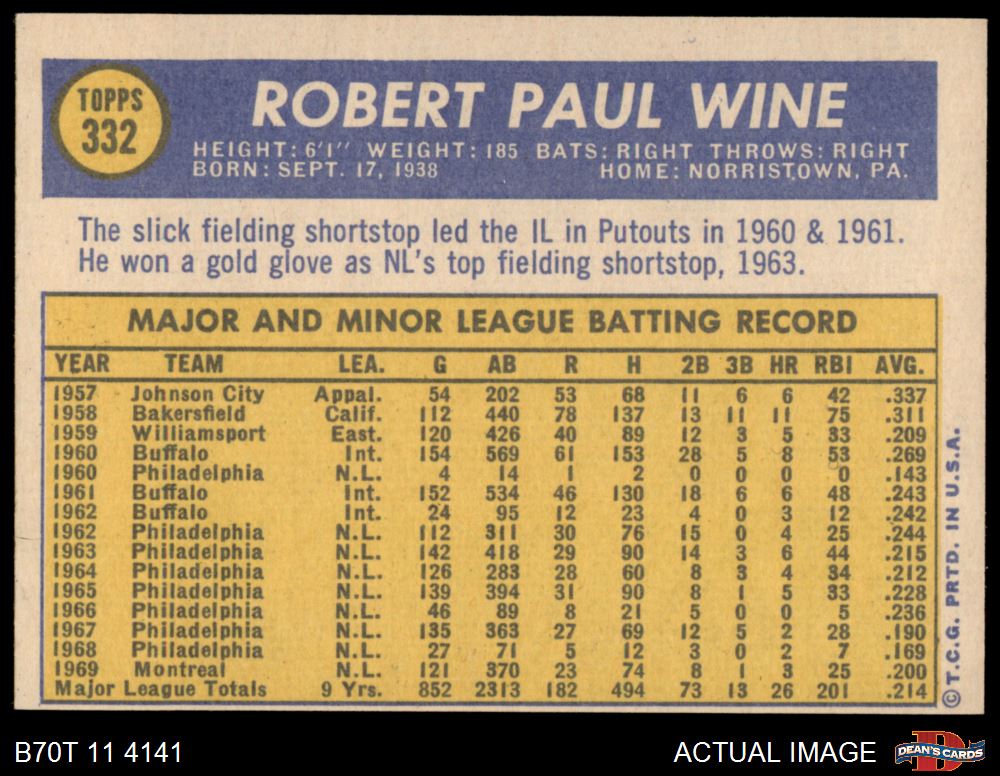 TOPPS
332
ROBERT PAUL WINE
HEIGHT: 6'1" WEIGHT: 185 BATS: RIGHT THROWS: RIGHT
BORN: SEPT. 17, 1938 HOME: NORRISTOWN, PA.
The slick fielding shortstop led the IL in Putouts in 1960 & 1961.
He won a gold glove as NL's top fielding shortstop, 1963.
MAJOR AND MINOR LEAGUE BATTING RECORD
YEAR TEAM LEA. G AB R H 2B 3B HR RBI AVG.
1957 Johnson City Appal. 54 202 53 68 11 6 6 42 .337
1958 Bakersfield Calif. 112 440 78 137 13 11 11 75 .311
1959 Williamsport East. 120 426 40 89 12 3 5 33 .209
1960 Buffalo Int. 154 569 61 153 28 5 8 53 .269
1960 Philadelphia N.L. 4 14 1 2 0 0 0 0 .143
1961 Buffalo Int. 152 534 46 130 18 6 6 48 .243
1962 Buffalo Int. 24 95 12 23 4 0 3 12 .242
1962 Philadelphia N.L. 112 311 30 76 15 0 4 25 .244
1963 Philadelphia N.L. 142 418 29 90 14 3 6 44 .215
1964 Philadelphia N.L. 126 283 28 60 8 3 4 34 .212
1965 Philadelphia N.L. 139 394 31 90 8 1 5 33 .228
1966 Philadelphia N.L. 46 89 8 21 5 0 0 5 .236
1967 Philadelphia N.L. 135 363 27 69 12 5 2 28 .190
1968 Philadelphia N.L. 27 71 5 12 3 0 2 7 .169
1969 Montreal N.L. 121 370 23 74 8 1 3 25 .200
Major League Totals 9 Yrs. 852 2313 182 494 73 13 26 201 .214
©T.C.G. PRTD. IN U.S.A.
B70T 11 4141 ACTUAL IMAGE
DEAN'S CARDS